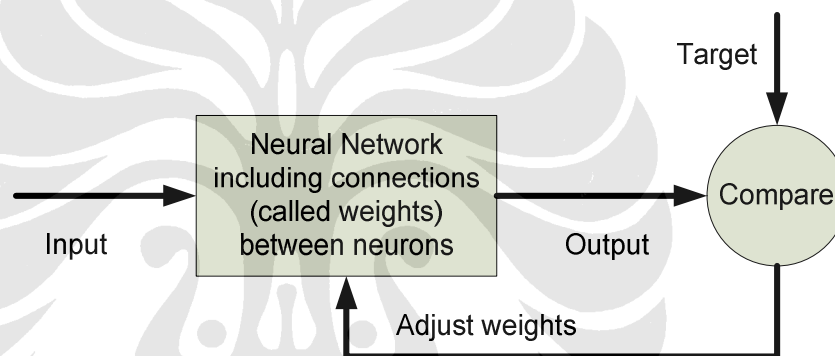 Target
Neural Network
including connections
(called weights)
between neurons
Compare
Input
Output
Adjust weights